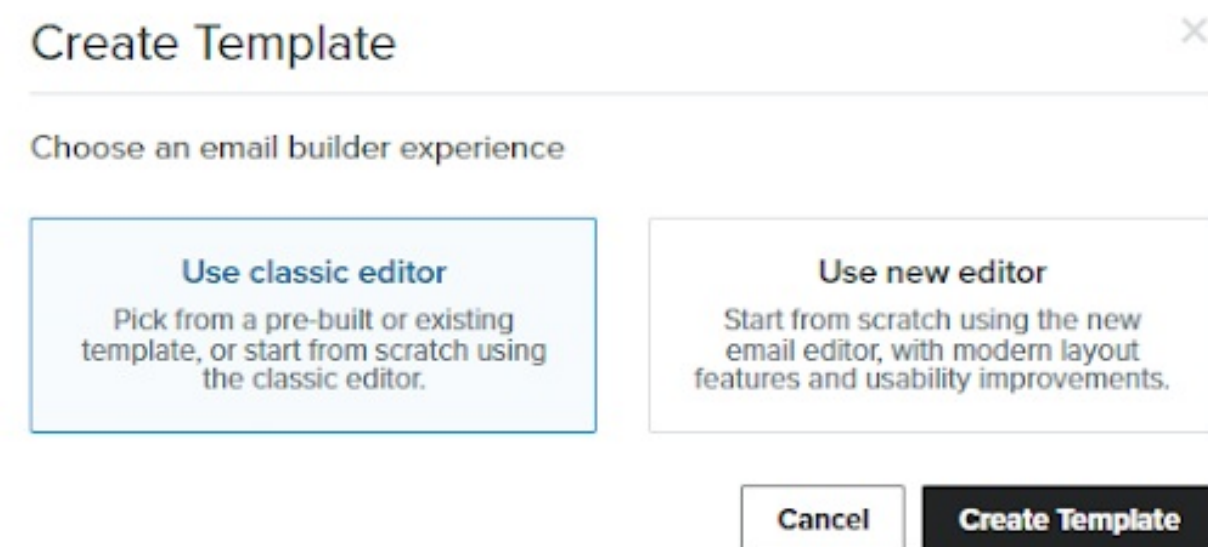 Create Template
Choose an email builder experience
Use classic editor
Pick from a pre-built or existing
template, or start from scratch using
the classic editor.
Use new editor
Start from scratch using the new
email editor, with modern layout
features and usability improvements.
Cancel
Create Template